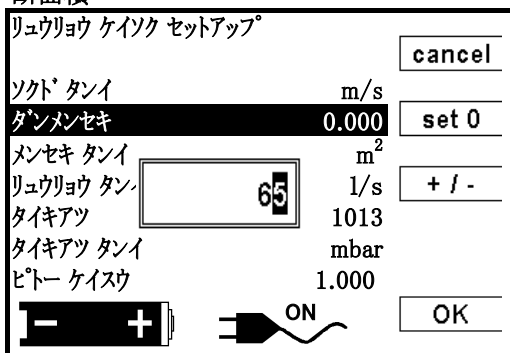 リュウリョウ ケイソク セットアップ
cancel
ソクド タンイ m/s
ダンメンセキ 0.000 set 0
メンセキ タンイ m²
リュウリョウ タン 65 l/s + / -
タイキアツ 1013
タイキアツ タンイ mbar
ピトー ケイスウ 1.000
- + ON OK